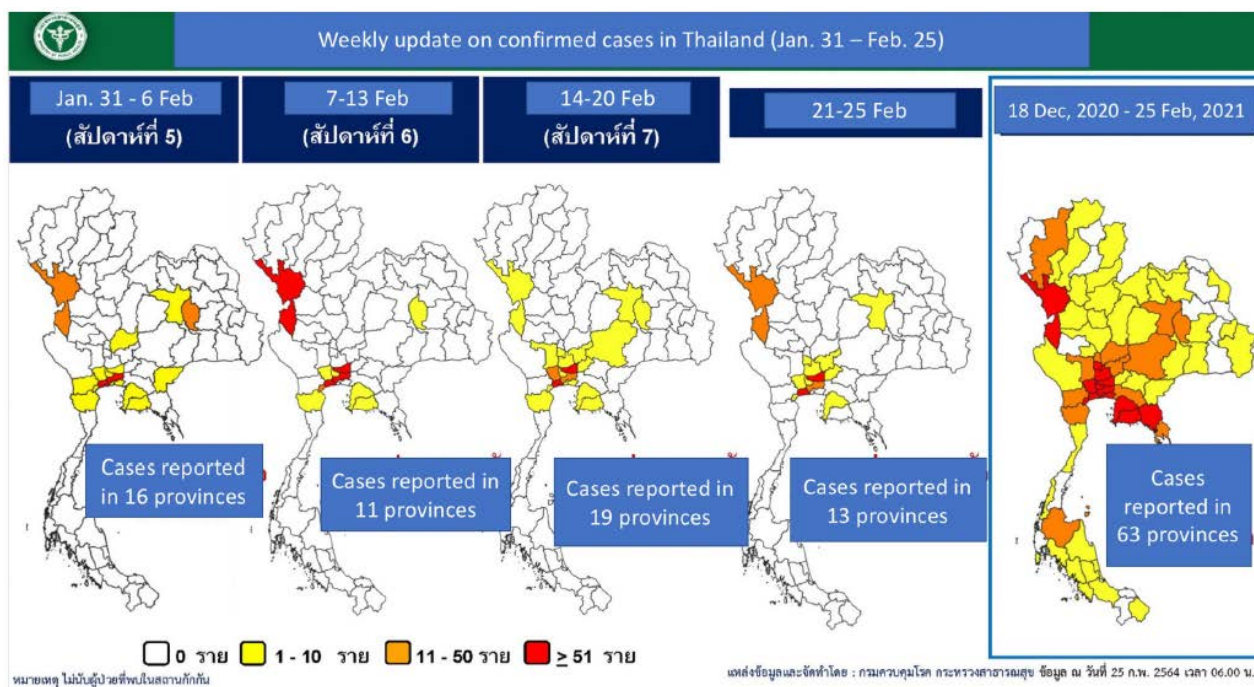 Weekly update on confirmed cases in Thailand (Jan. 31 – Feb. 25)
Jan. 31 - 6 Feb
(สัปดาห์ที่ 5)
7-13 Feb
(สัปดาห์ที่ 6)
14-20 Feb
(สัปดาห์ที่ 7)
21-25 Feb
18 Dec, 2020 - 25 Feb, 2021
Cases reported
in 16 provinces
Cases reported in
11 provinces
Cases reported in
19 provinces
Cases reported in
13 provinces
Cases
reported in
63 provinces
0 ราย 1 - 10 ราย 11 - 50 ราย ≥ 51 ราย
หมายเหตุ ไม่นับผู้ป่วยที่พบในสถานกักกัน
แหล่งข้อมูลและจัดทำโดย : กรมควบคุมโรค กระทรวงสาธารณสุข ข้อมูล ณ วันที่ 25 ก.พ. 2564 เวลา 06.00 น.